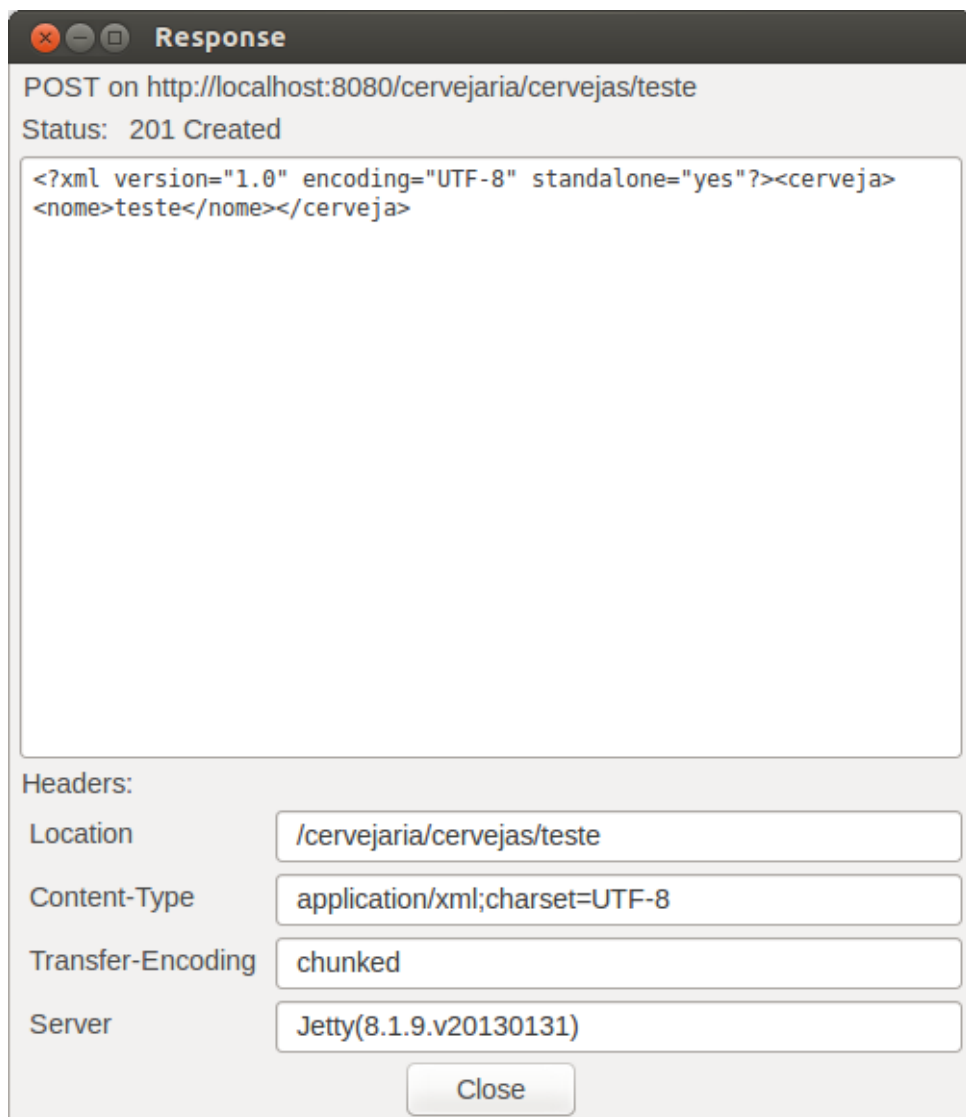 Response
POST on http://localhost:8080/cervejaria/cervejas/teste
Status: 201 Created
<?xml version="1.0" encoding="UTF-8" standalone="yes"?><cerveja>
<nome>teste</nome></cerveja>
Headers:
Location /cervejaria/cervejas/teste
Content-Type application/xml;charset=UTF-8
Transfer-Encoding chunked
Server Jetty(8.1.9.v20130131)
Close